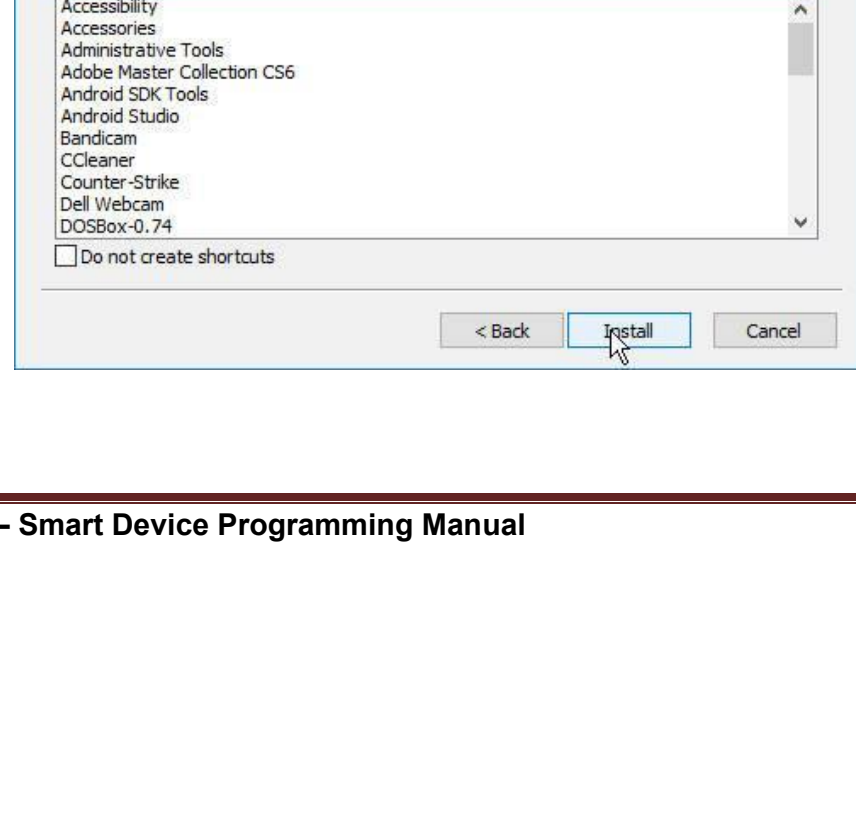 Accessibility
Accessories
Administrative Tools
Adobe Master Collection CS6
Android SDK Tools
Android Studio
Bandicam
CCleaner
Counter-Strike
Dell Webcam
DOSBox-0.74
Do not create shortcuts
< Back Install Cancel
- Smart Device Programming Manual